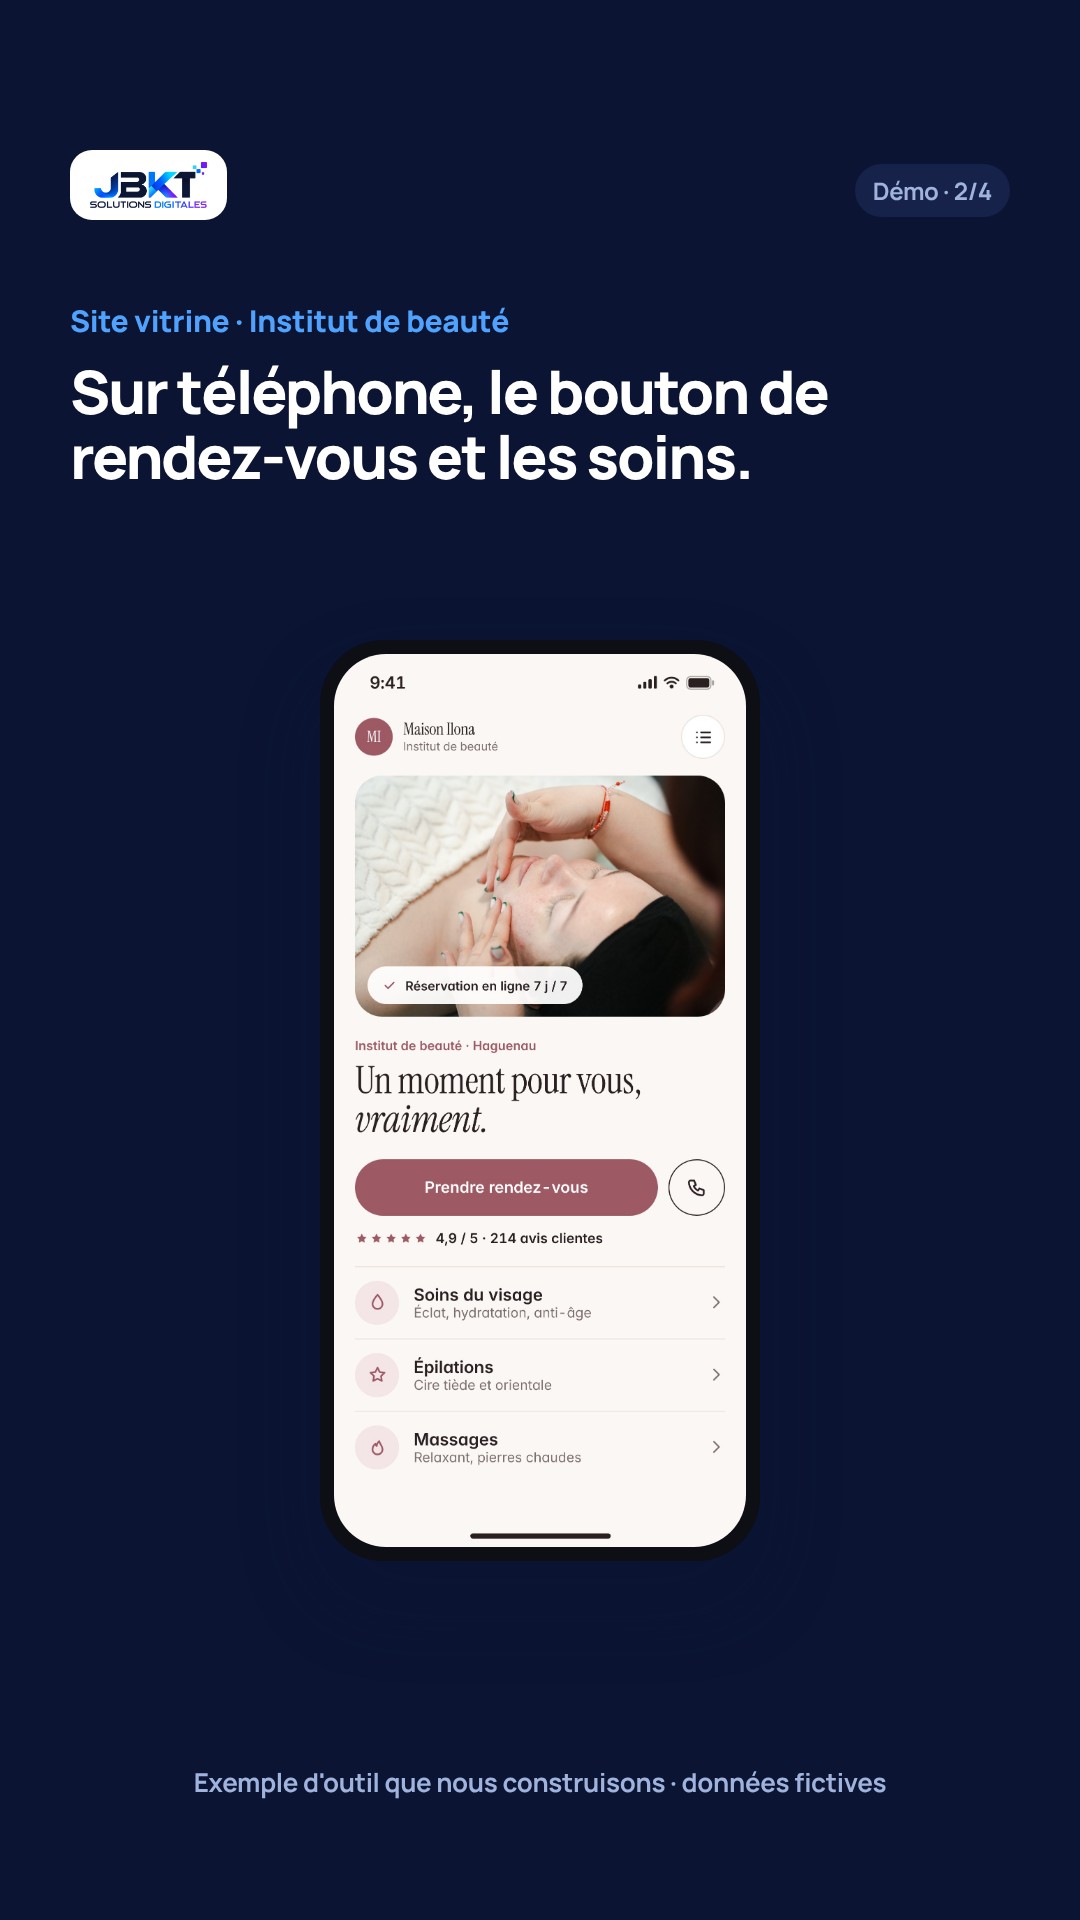 JBKT
SOLUTIONS DIGITALES
Démo · 2/4
Site vitrine · Institut de beauté
Sur téléphone, le bouton de
rendez-vous et les soins.
9:41
MI
Maison Ilona
Institut de beauté
Réservation en ligne 7 j / 7
Institut de beauté · Haguenau
Un moment pour vous,
vraiment.
Prendre rendez-vous
4,9 / 5 · 214 avis clientes
Soins du visage
Éclat, hydratation, anti-âge
Épilations
Cire tiède et orientale
Massages
Relaxant, pierres chaudes
Exemple d'outil que nous construisons · données fictives